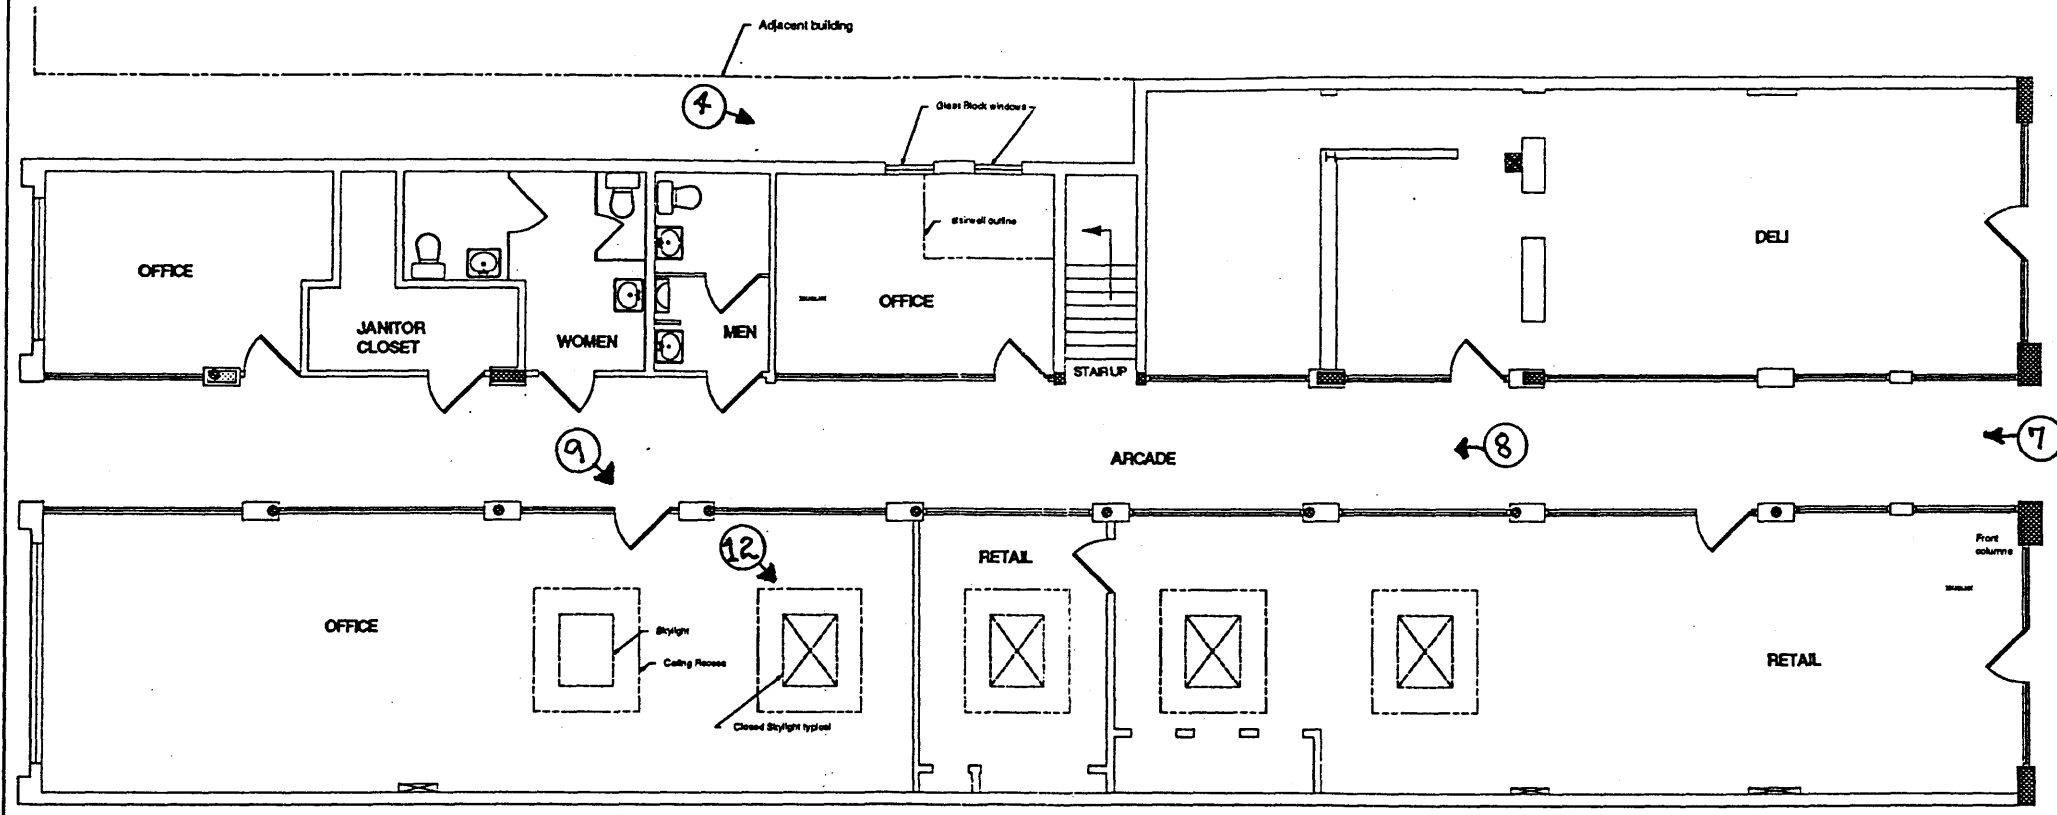 Adjacent building
4
Glass Block windows
stairwell outline
OFFICE
JANITOR
CLOSET
WOMEN
MEN
OFFICE
STAIR UP
DELI
9
ARCADE
8
7
12
RETAIL
Front
columns
OFFICE
Skylight
Ceiling Recess
Closed Skylight typical
RETAIL